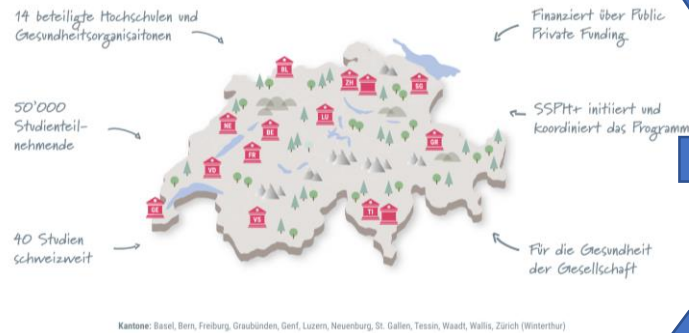 14 beteiligte Hochschulen und
Gesundheitsorganisaitonen
Finanziert über Public
Private Funding
50'000
Studienteil-
nehmende
SSPH+ initiiert und
koordiniert das Programm
40 Studien
schweizweit
Für die Gesundheit
der Gesellschaft
BL
ZH
SG
NE
BE
LU
FR
GR
VD
GE
VS
TI
Kantone: Basel, Bern, Freiburg, Graubünden, Genf, Luzern, Neuenburg, St. Gallen, Tessin, Waadt, Wallis, Zürich (Winterthur)